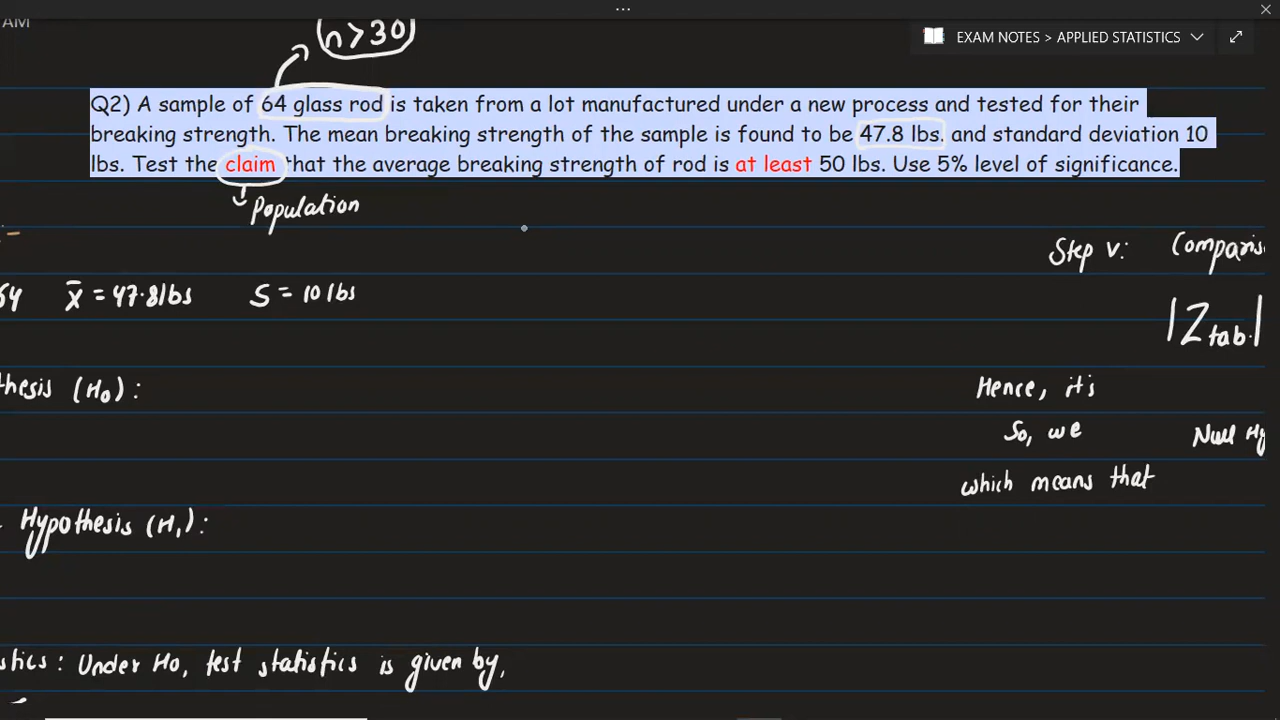 AM
(n>30)
EXAM NOTES > APPLIED STATISTICS
Q2) A sample of 64 glass rod is taken from a lot manufactured under a new process and tested for their
breaking strength. The mean breaking strength of the sample is found to be 47.8 lbs. and standard deviation 10
lbs. Test the claim that the average breaking strength of rod is at least 50 lbs. Use 5% level of significance.
Population
Step V: Comparis
64 x̄ = 47.8 lbs S = 10 lbs
|Ztab.|
thesis (H₀) :
Hence, it's
So, we Null Hy
which means that
Hypothesis (H₁) :
stics : Under Ho, test statistics is given by,